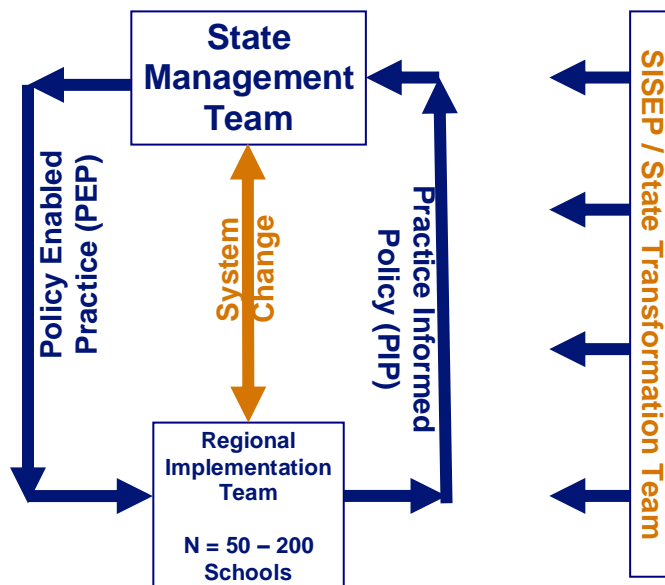 State
Management
Team
Policy Enabled
Practice (PEP)
System
Change
Practice Informed
Policy (PIP)
Regional
Implementation
Team
N = 50 – 200
Schools
SISEP / State Transformation Team